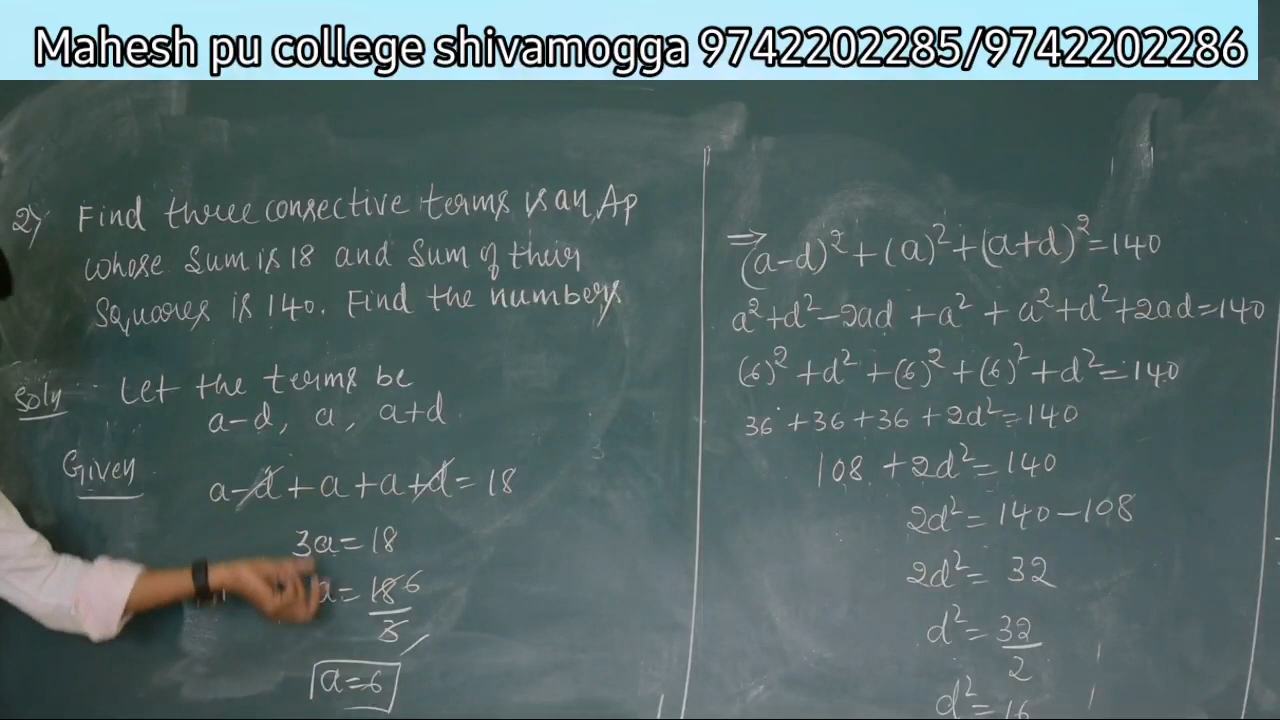 Mahesh pu college shivamogga 9742202285/9742202286
2) Find three consective terms is an Ap
whose sum is 18 and sum of their
Squares is 140. Find the numbers
Soln Let the terms be
a-d, a, a+d
Given
a-d+a+a+d=18
3a=18
a=18/3 6
a=6
⇒(a-d)²+(a)²+(a+d)²=140
a²+d²-2ad+a²+a²+d²+2ad=140
(6)²+d²+(6)²+(6)²+d²=140
36+36+36+2d²=140
108+2d²=140
2d²=140-108
2d²=32
d²=32/2
d²=16